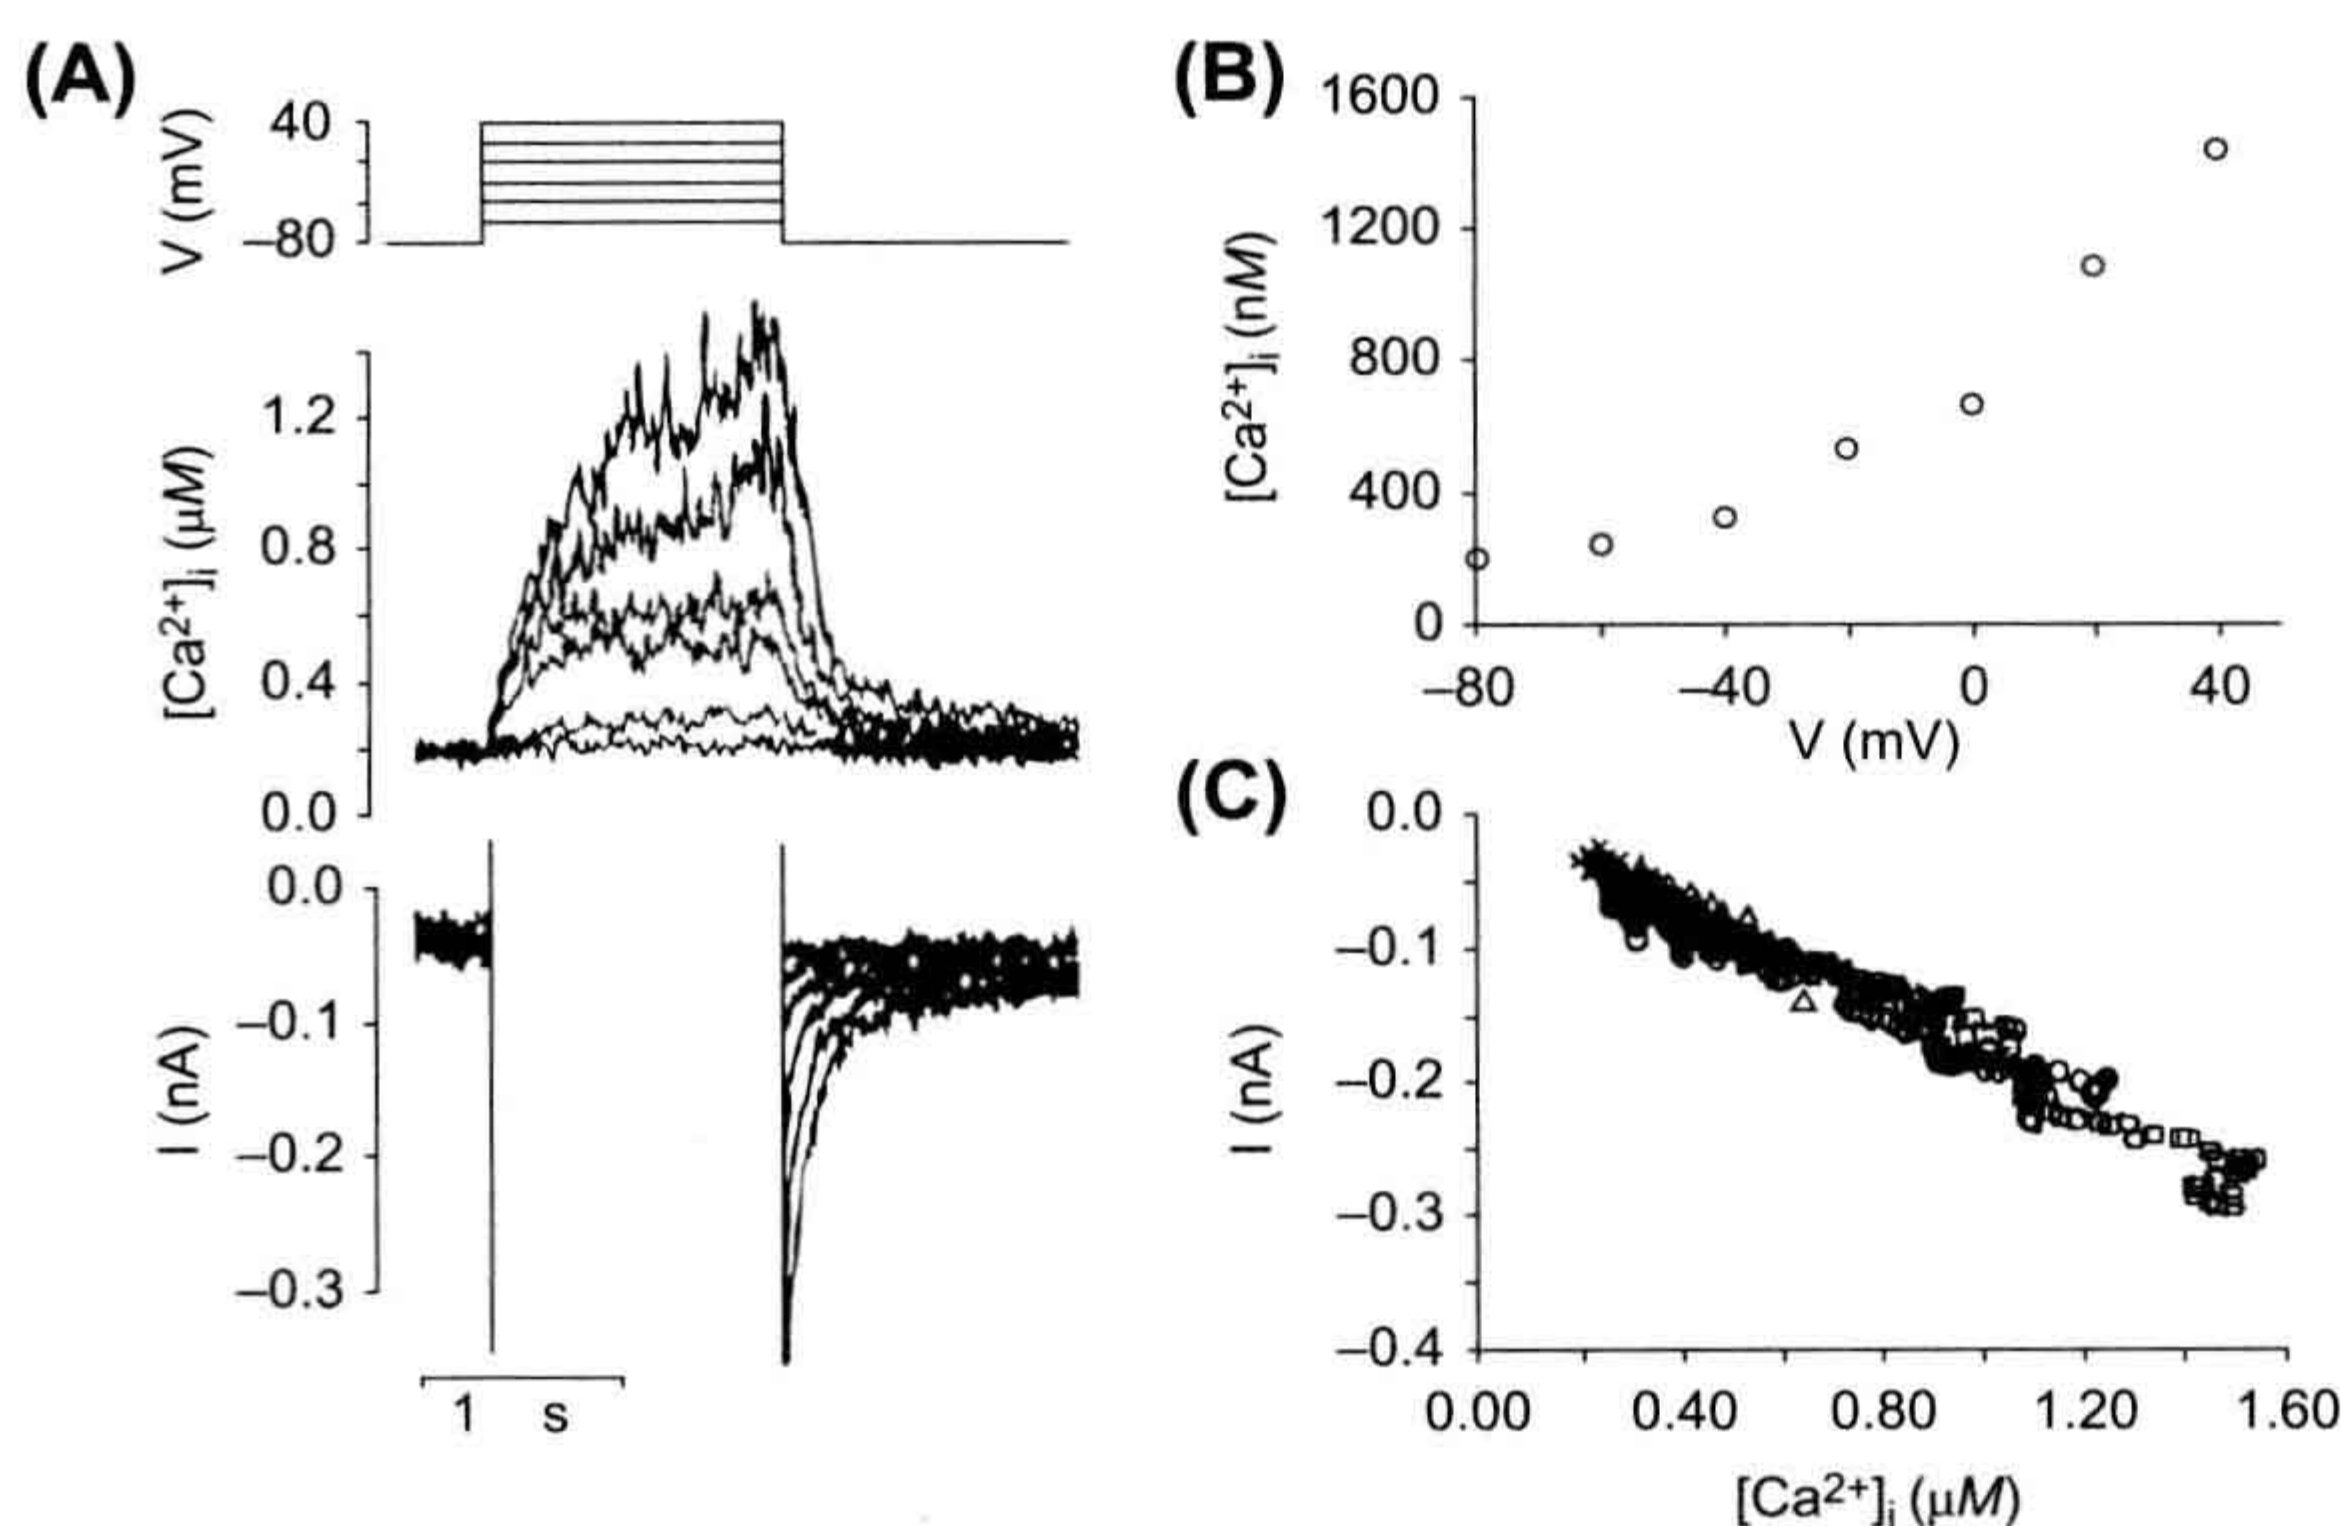 (A)
V (mV)
40
–80
[Ca²⁺]ᵢ (μM)
1.2
0.8
0.4
0.0
I (nA)
0.0
–0.1
–0.2
–0.3
1 s
(B)
[Ca²⁺]ᵢ (nM)
1600
1200
800
400
0
–80 –40 0 40
V (mV)
(C)
I (nA)
0.0
–0.1
–0.2
–0.3
–0.4
0.00 0.40 0.80 1.20 1.60
[Ca²⁺]ᵢ (μM)